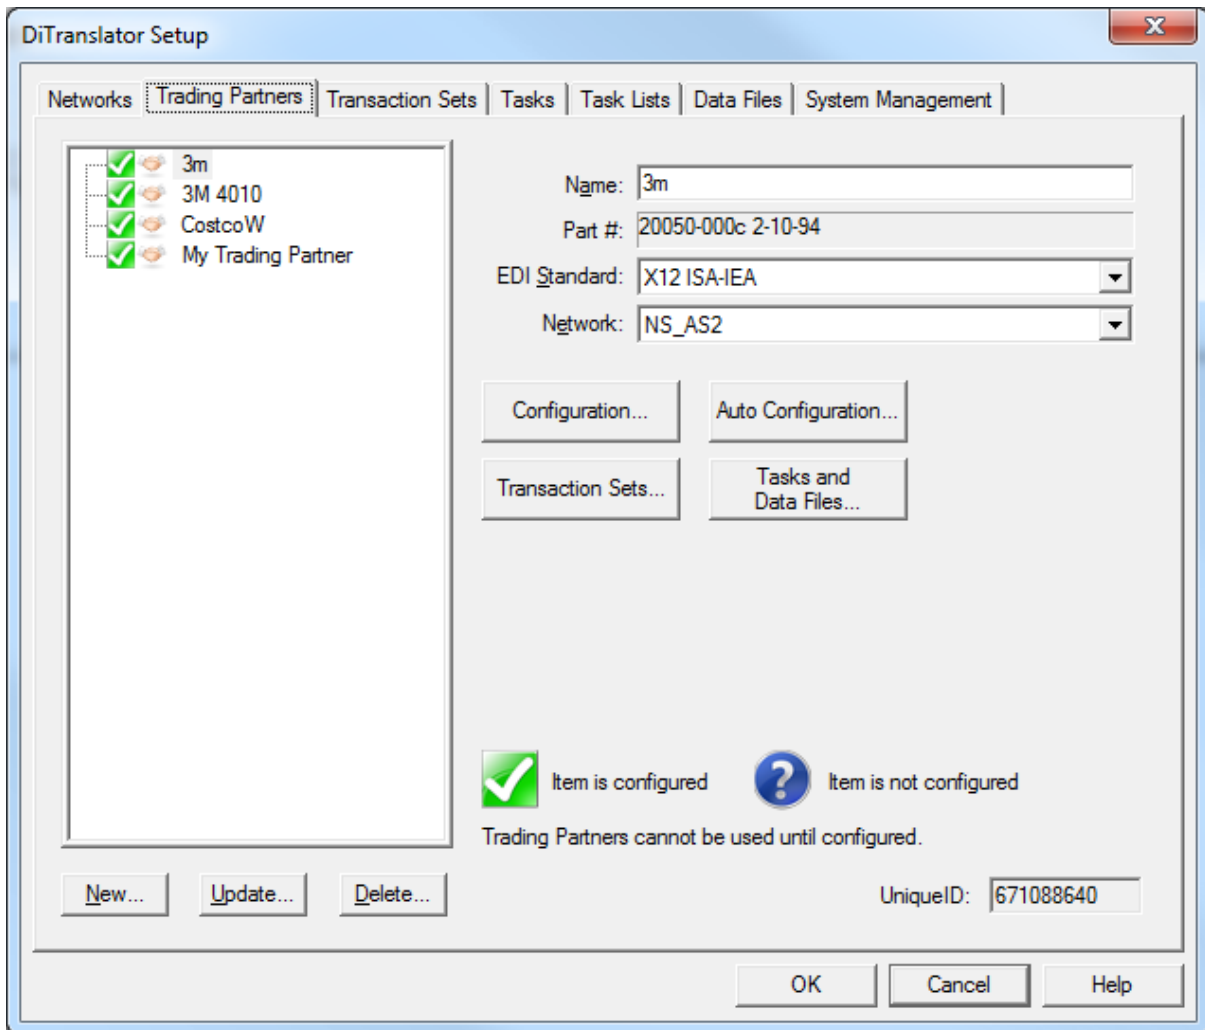 DiTranslator Setup
Networks
Trading Partners
Transaction Sets
Tasks
Task Lists
Data Files
System Management
3m
3M 4010
CostcoW
My Trading Partner
Name: 3m
Part #: 20050-000c 2-10-94
EDI Standard: X12 ISA-IEA
Network: NS_AS2
Configuration...
Auto Configuration...
Transaction Sets...
Tasks and
Data Files...
Item is configured
Item is not configured
Trading Partners cannot be used until configured.
New...
Update...
Delete...
UniqueID: 671088640
OK
Cancel
Help